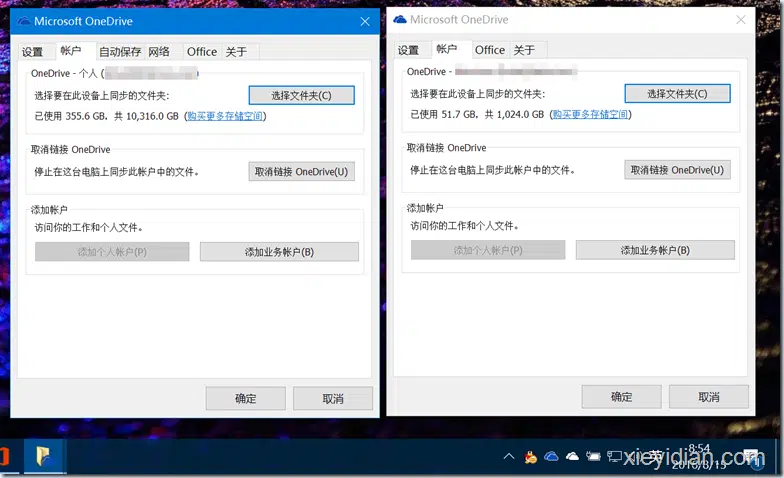 Microsoft OneDrive
设置 帐户 自动保存 网络 Office 关于
OneDrive - 个人 (
选择要在此设备上同步的文件夹:
选择文件夹(C)
已使用 355.6 GB，共 10,316.0 GB (购买更多存储空间)
取消链接 OneDrive
停止在这台电脑上同步此帐户中的文件。
取消链接 OneDrive(U)
添加帐户
访问你的工作和个人文件。
添加个人帐户(P)
添加业务帐户(B)
确定
取消
Microsoft OneDrive
设置 帐户 Office 关于
OneDrive -
选择要在此设备上同步的文件夹:
选择文件夹(C)
已使用 51.7 GB，共 1,024.0 GB (购买更多存储空间)
取消链接 OneDrive
停止在这台电脑上同步此帐户中的文件。
取消链接 OneDrive(U)
添加帐户
访问你的工作和个人文件。
添加个人帐户(P)
添加业务帐户(B)
确定
取消
英
8:54
xieyidian.com